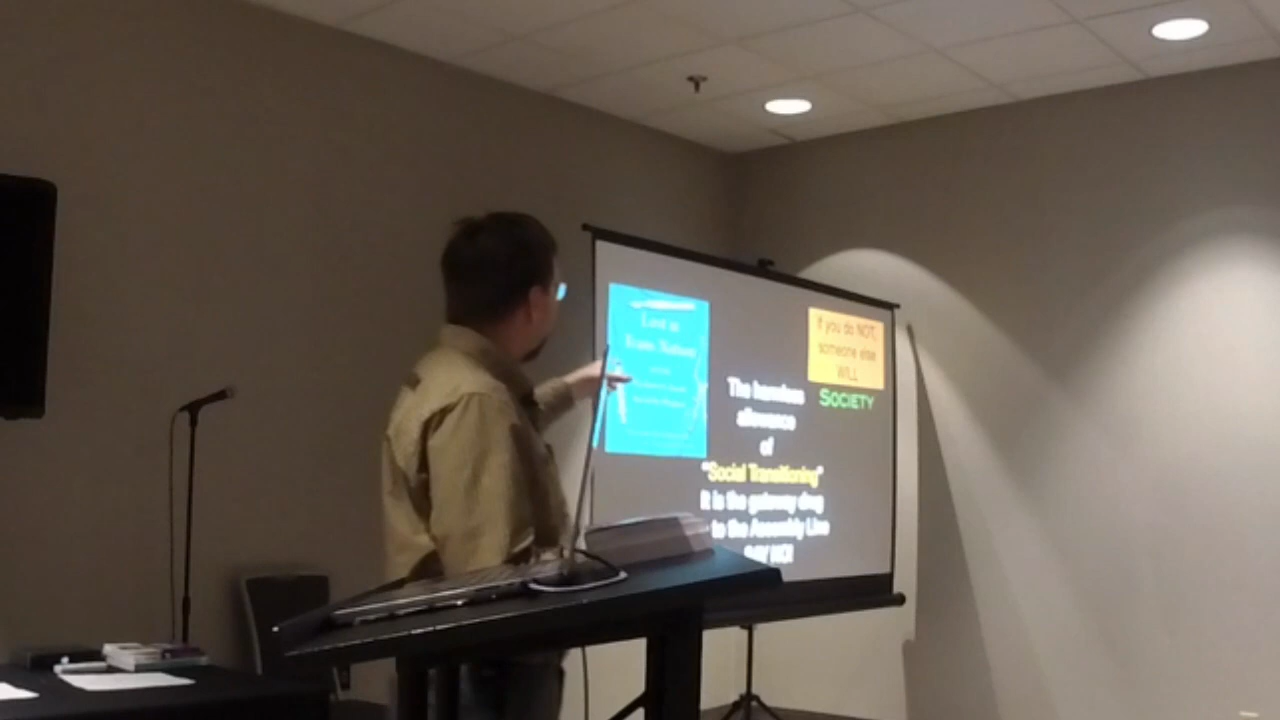 Lost in
Trans Nation
If you do NOT,
someone else
WILL
SOCIETY
The harmless
allowance
of
"Social Transitioning"
It is the gateway drug
to the Assembly Line
SAY NO!